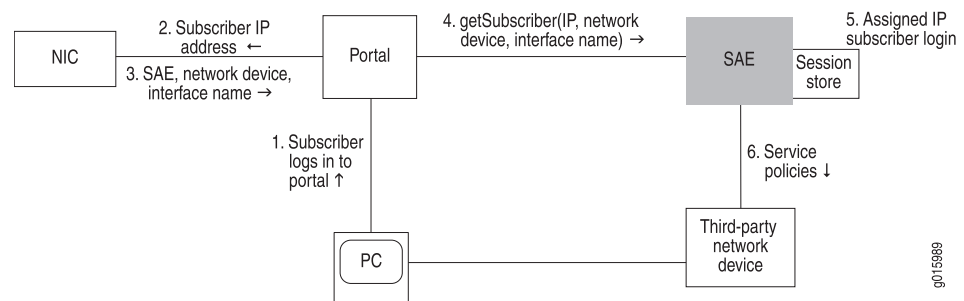 2. Subscriber IP
address ←
4. getSubscriber(IP, network
device, interface name) →
5. Assigned IP
subscriber login
NIC
Portal
SAE
Session
store
3. SAE, network device,
interface name →
1. Subscriber
logs in to
portal ↑
6. Service
policies ↓
Third-party
network
device
PC
g015989